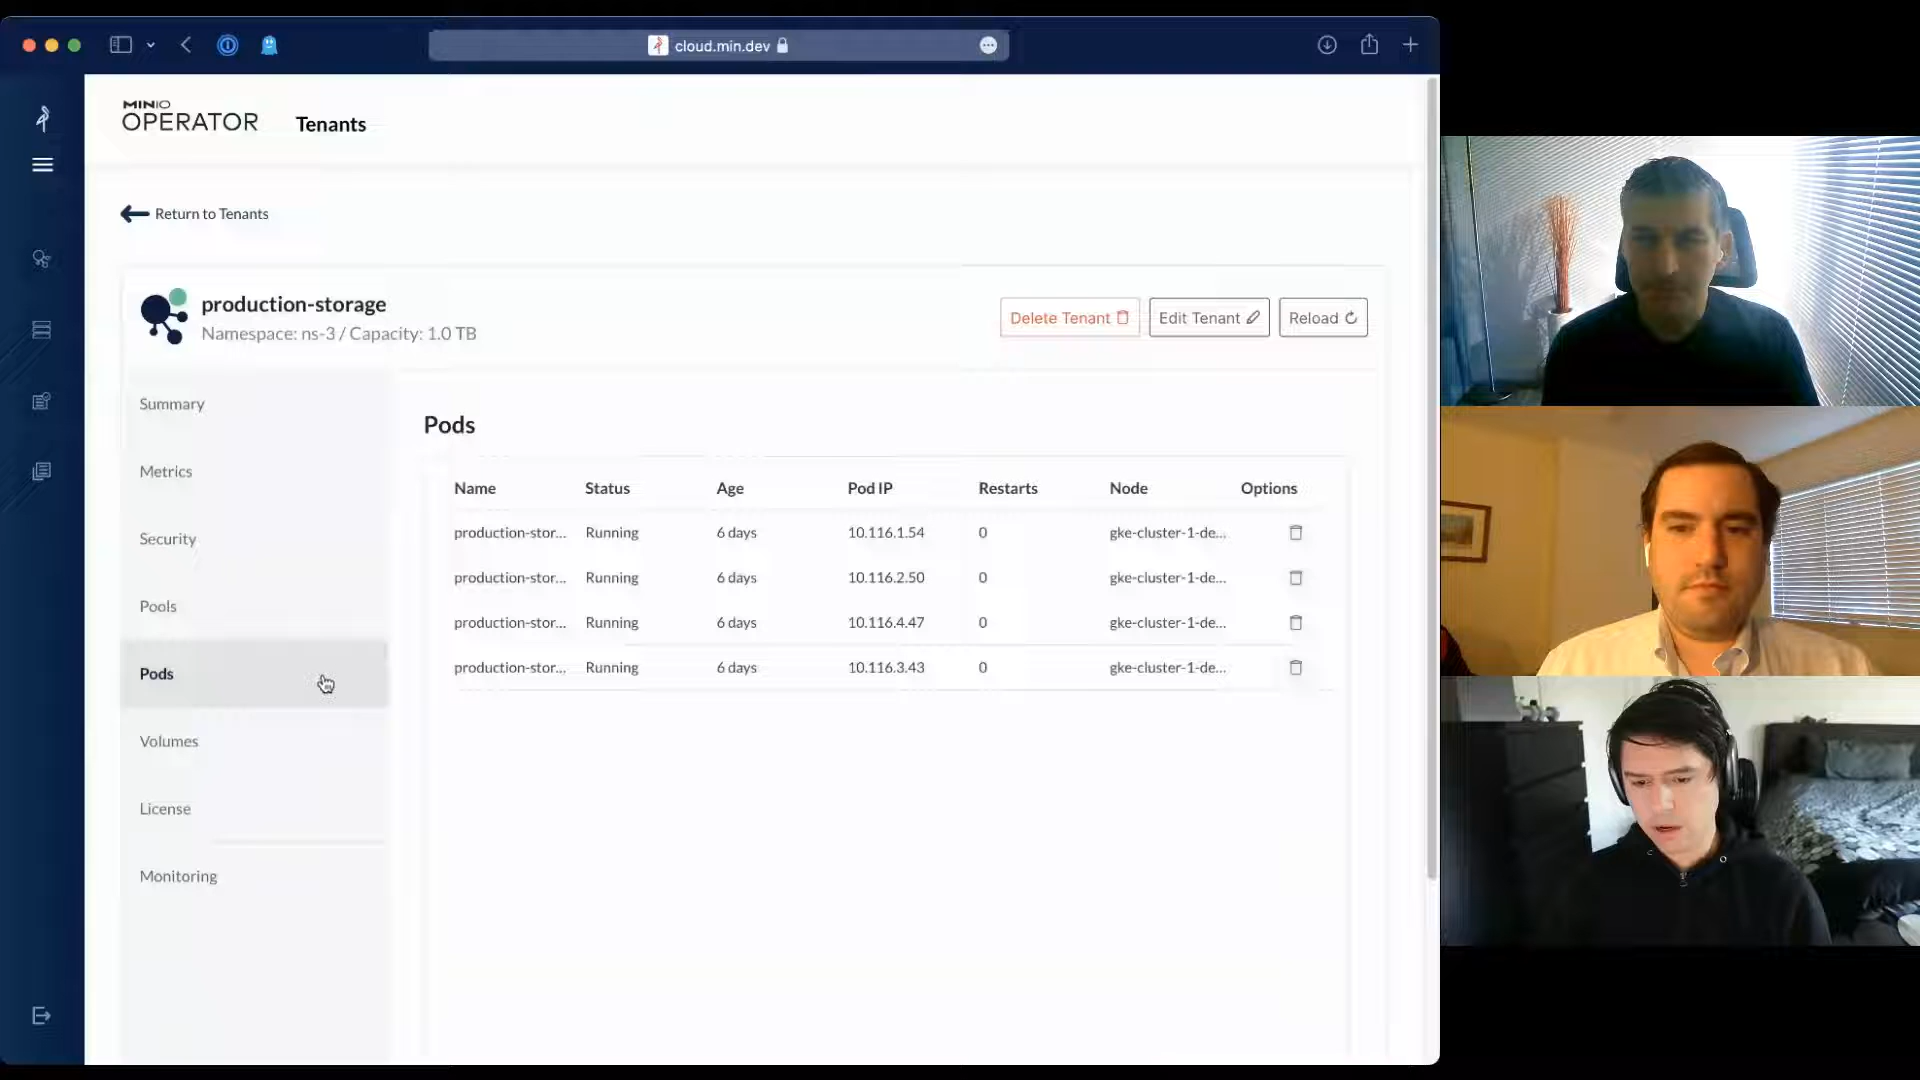 cloud.min.dev
MINIO
OPERATOR
Tenants
Return to Tenants
production-storage
Namespace: ns-3 / Capacity: 1.0 TB
Delete Tenant
Edit Tenant
Reload
Summary
Metrics
Security
Pools
Pods
Volumes
License
Monitoring
Pods
Name Status Age Pod IP Restarts Node Options
production-stor... Running 6 days 10.116.1.54 0 gke-cluster-1-de...
production-stor... Running 6 days 10.116.2.50 0 gke-cluster-1-de...
production-stor... Running 6 days 10.116.4.47 0 gke-cluster-1-de...
production-stor... Running 6 days 10.116.3.43 0 gke-cluster-1-de...